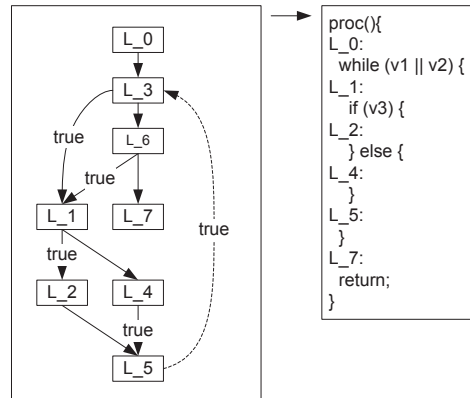 L_0
L_3
true
L_6
true
L_1
L_7
true
true
L_2
L_4
true
L_5
proc(){
L_0:
while (v1 || v2) {
L_1:
if (v3) {
L_2:
} else {
L_4:
}
L_5:
}
L_7:
return;
}